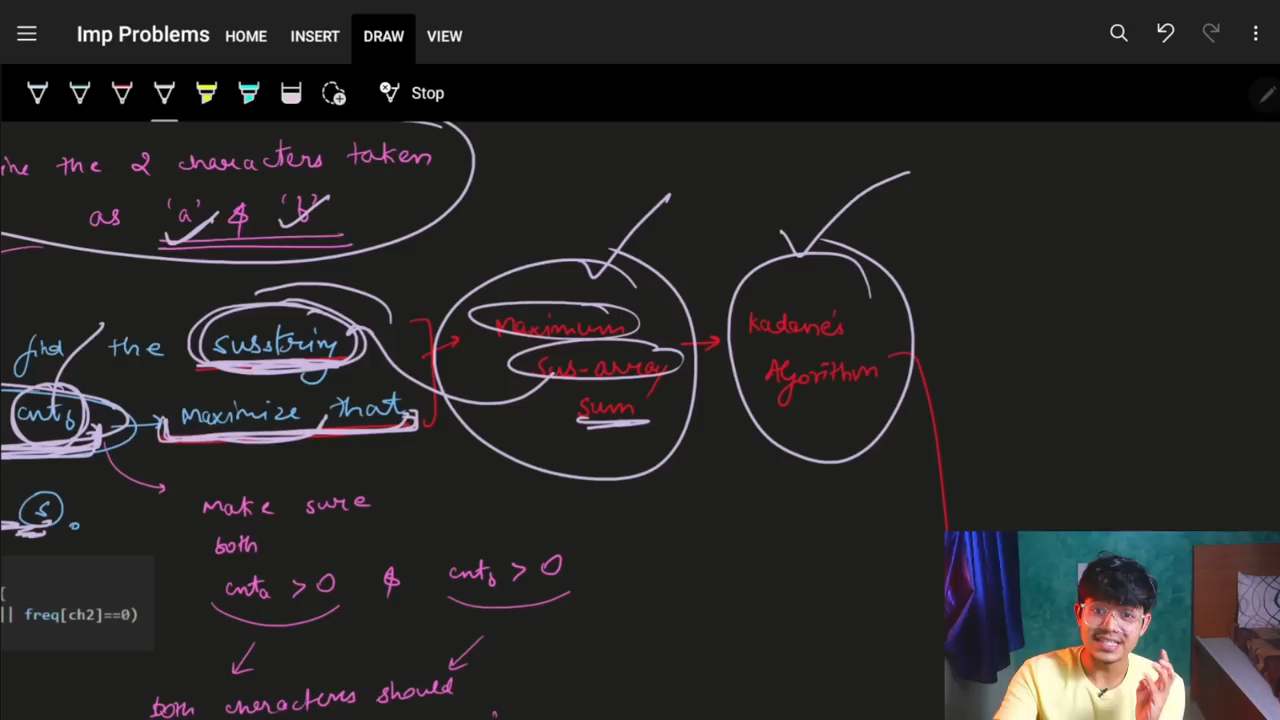 Imp Problems HOME INSERT DRAW VIEW
Stop
the 2 characters taken
as 'a' & 'b'
find the susstring
cntb → maximize that
Maximum
Sub-array
sum
Kadane's
Algorithm
s.
Make sure
both
cnta > 0 & cntb > 0
{
|| freq[ch2]==0)
both characters should